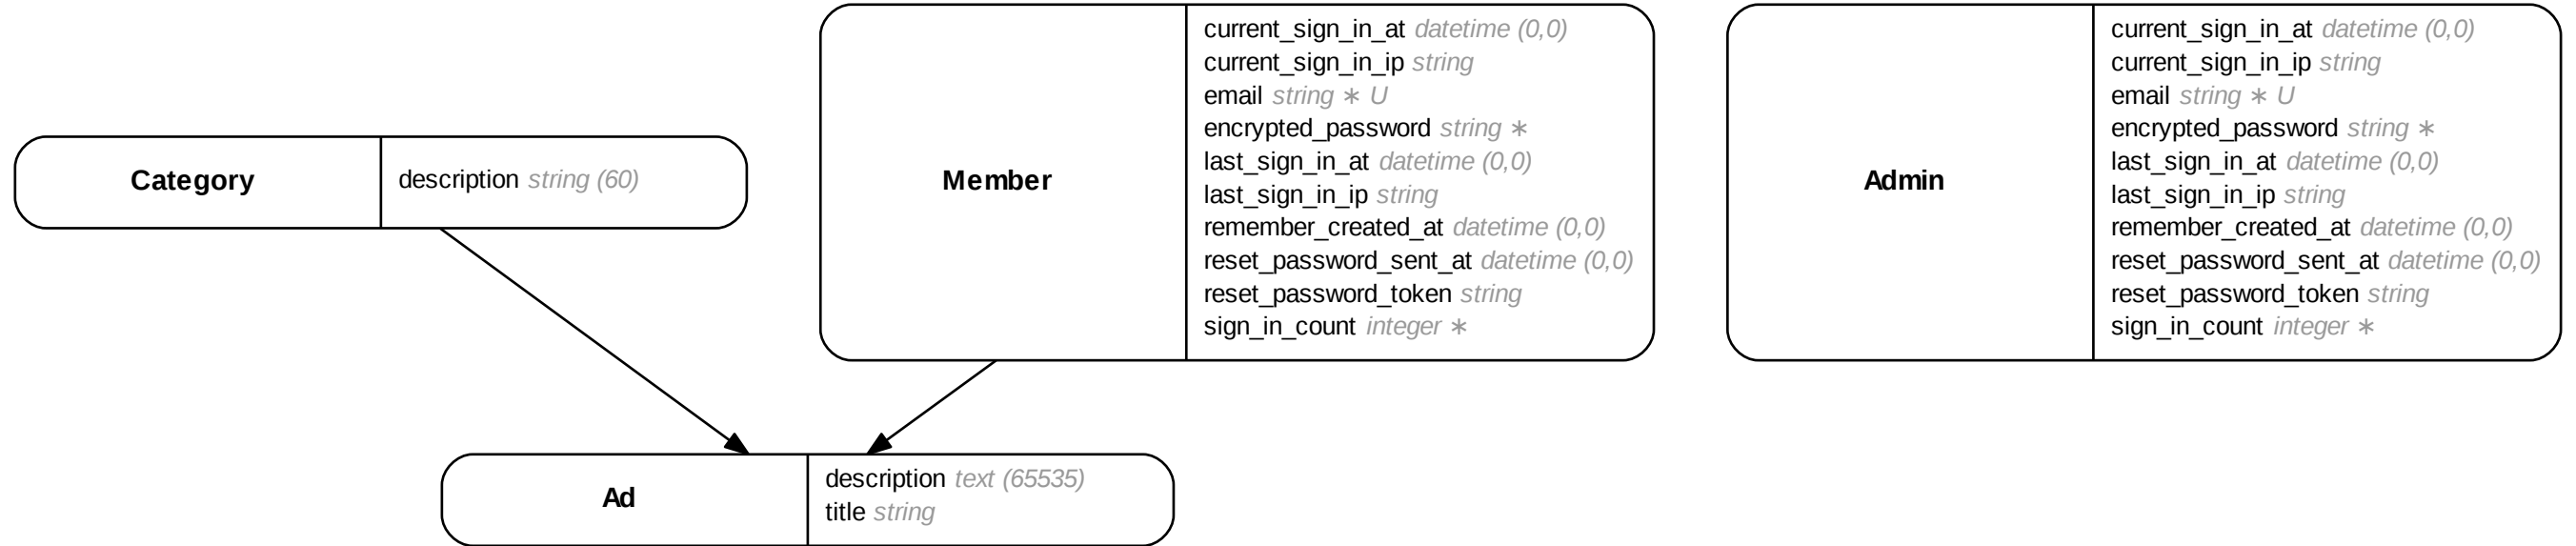 Category
description string (60)
Member
current_sign_in_at datetime (0,0)
current_sign_in_ip string
email string ∗ U
encrypted_password string ∗
last_sign_in_at datetime (0,0)
last_sign_in_ip string
remember_created_at datetime (0,0)
reset_password_sent_at datetime (0,0)
reset_password_token string
sign_in_count integer ∗
Admin
current_sign_in_at datetime (0,0)
current_sign_in_ip string
email string ∗ U
encrypted_password string ∗
last_sign_in_at datetime (0,0)
last_sign_in_ip string
remember_created_at datetime (0,0)
reset_password_sent_at datetime (0,0)
reset_password_token string
sign_in_count integer ∗
Ad
description text (65535)
title string